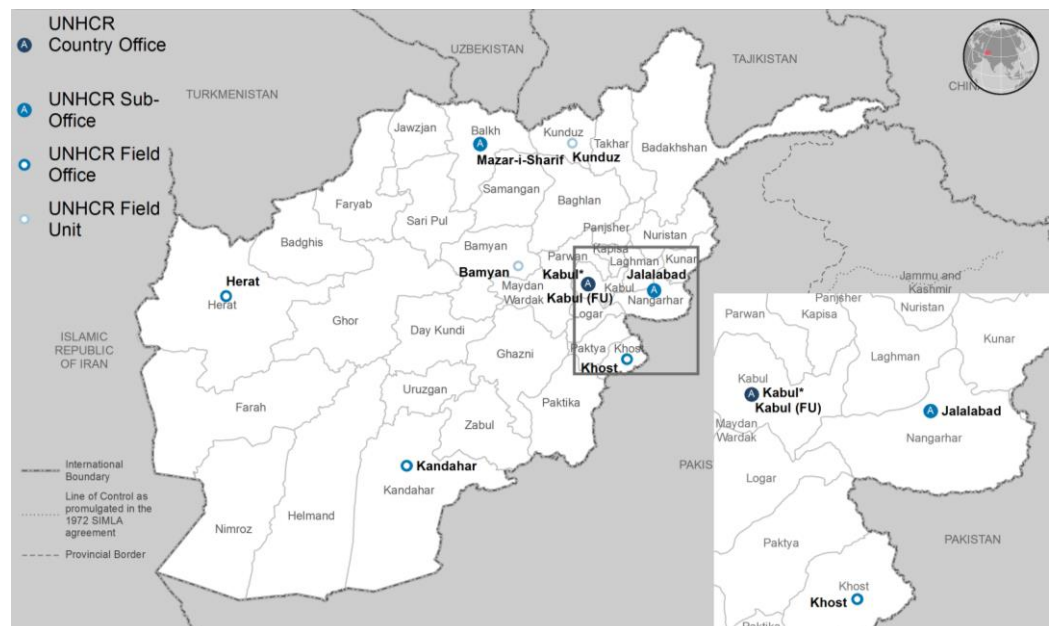 UNHCR
Country Office
UNHCR Sub-
Office
UNHCR Field
Office
UNHCR Field
Unit
UZBEKISTAN
TAJIKISTAN
TURKMENISTAN
Jawzjan
Balkh
Mazar-i-Sharif
Kunduz
Kunduz
Takhar
Badakhshan
Samangan
Baghlan
Faryab
Sari Pul
Panjsher
Nuristan
Badghis
Bamyan
Bamyan
Parwan
Kapisa
Laghman
Kunar
Kabul*
Kabul
Kabul (FU)
Jalalabad
Nangarhar
Herat
Herat
Maydan
Wardak
Logar
Jammu and
Kashmir
Ghor
Day Kundi
ISLAMIC
REPUBLIC
OF IRAN
Ghazni
Paktya
Khost
Khost
Uruzgan
Farah
Paktika
Zabul
Kandahar
Kandahar
Nimroz
Helmand
International
Boundary
Line of Control as
promulgated in the
1972 SIMLA
agreement
Provincial Border
Parwan
Panjsher
Kapisa
Nuristan
Kunar
Laghman
Kabul
Kabul*
Kabul (FU)
Jalalabad
Maydan
Wardak
Nangarhar
Logar
Paktya
PAKISTAN
Khost
Khost